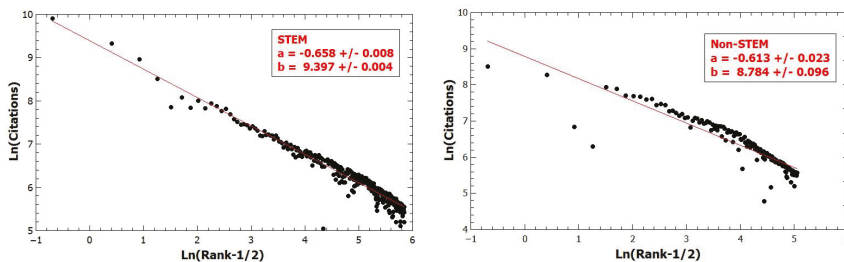 STEM
a = -0.658 +/- 0.008
b = 9.397 +/- 0.004
Ln(Citations)
10
9
8
7
6
5
-1
0
1
2
3
4
5
6
Ln(Rank-1/2)
Non-STEM
a = -0.613 +/- 0.023
b = 8.784 +/- 0.096
Ln(Citations)
10
9
8
7
6
5
4
-1
0
1
2
3
4
5
6
Ln(Rank-1/2)